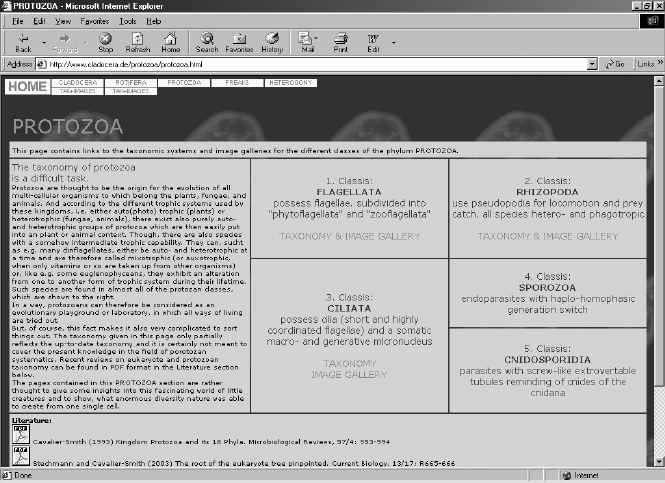 PROTOZOA - Microsoft Internet Explorer
File Edit View Favorites Tools Help
Back Forward Stop Refresh Home Search Favorites History Mail Print Edit
Address http://www.cladocera.de/protozoa/protozoa.html Go Links »
HOME CLADOCERA ROTIFERA PROTOZOA FREAKS HETERODONY
TAX+IMAGES TAX+IMAGES
PROTOZOA
This page contains links to the taxonomic systems and image galleries for the different classes of the phylum PROTOZOA.
The taxonomy of protozoa
is a difficult task.
Protozoa are thought to be the origin for the evolution of all
multi-cellular organisms to which belong the plants, fungae, and
animals. And according to the different trophic systems used by
these kingdoms, i.e. either auto(photo) trophic (plants) or
heterotrophic (fungae, animals), there exist also purely auto-
and heterotrophic groups of protocoa which are then easily put
into an plant or animal context. Though, there are also species
with a somehow intermediate trophic capability. They can, sucht
as e.g. many dinflagellates, either be auto- and heterotrophic at
a time and are therefore called mixotrophic (or auxotrophic,
when only vitamins or so are taken up from other organisms)
or, like e.g. some euglenophyceans, they exhibit an alteration
from one to another form of trophic system during their lifetime.
Such species are found in almost all of the protozan classes,
which are shown to the right.
In a way, protozoans can therefore be considered as an
evolutionary playground or laboratory, in which all ways of living
are tried out.
But, of course, this fact makes it also very complicated to sort
things out. The taxonomy given in this page only partially
reflects the up-to-date taxonomy and it is certainly not meant to
cover the present knowledge in the field of porotozan
systematics. Recent reviews on eukaryote and protozoan
taxonomy can be found in PDF format in the Literature section
below.
The pages contained in this PROTOZOA section are rather
thought to give some insights into this fascinating world of little
creatures and to show, what enormous diversity nature was able
to create from one single cell.
1. Classis:
FLAGELLATA
possess flagellae, subdivided into
"phytoflagellata" and "zooflagellata"
TAXONOMY & IMAGE GALLERY
2. Classis:
RHIZOPODA
use pseudopodia for locomotion and prey
catch, all species hetero- and phagotropic
TAXONOMY & IMAGE GALLERY
3. Classis:
CILIATA
possess cilia (short and highly
coordinated flagellae) and a somatic
macro- and generative micronucleus
TAXONOMY
IMAGE GALLERY
4. Classis:
SPOROZOA
endoparasites with haplo-homophasic
generation switch
5. Classis:
CNIDOSPORIDIA
parasites with screw-like extrovertable
tubules reminding of cnides of the
cnidaria
Literature:
PDF
Cavalier-Smith (1993) Kingdom Protozoa and its 18 Phyla. Microbiological Reviews, 57/4: 953-994
PDF
Stechmann and Cavalier-Smith (2003) The root of the eukaryote tree pinpointed, Current Biology, 13/17: R665-666
Done Internet